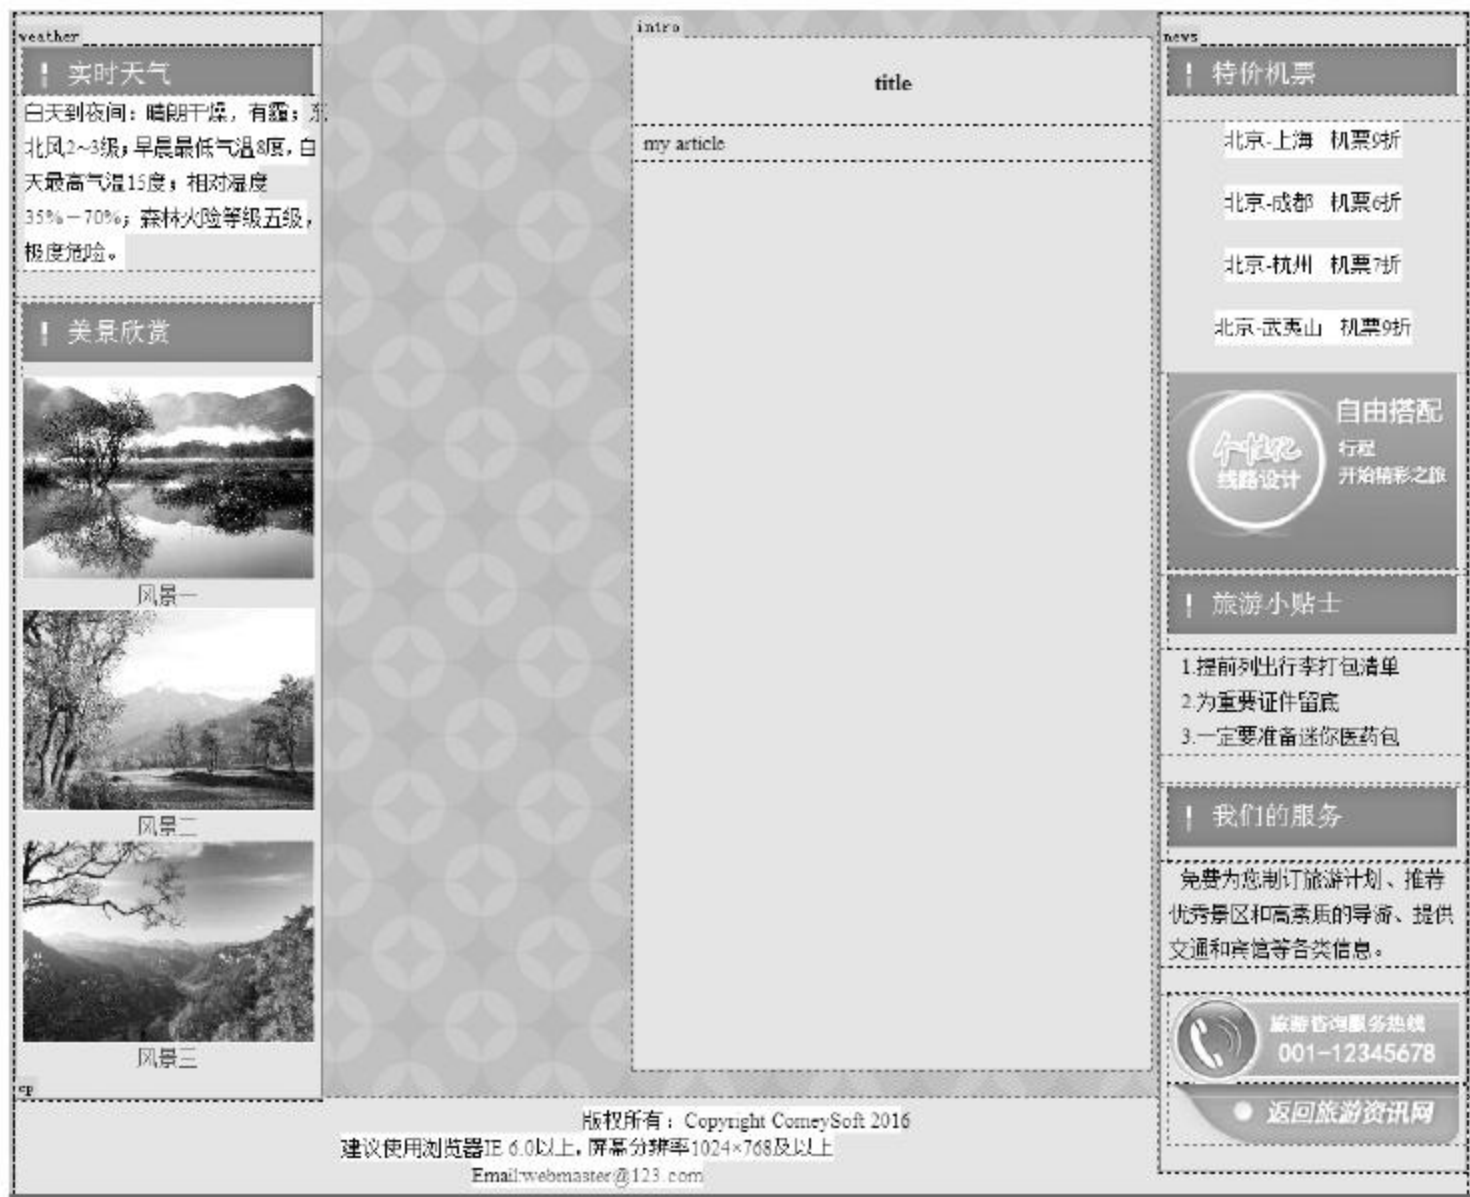 weather
实时天气
白天到夜间：晴朗干燥，有霾；东
北风2~3级；早晨最低气温8度，白
天最高气温15度；相对湿度
35%－70%；森林火险等级五级，
极度危险。
美景欣赏
风景一
风景二
风景三
cp
intro
title
my article
news
特价机票
北京-上海 机票9折
北京-成都 机票6折
北京-杭州 机票7折
北京-武夷山 机票9折
个性化
线路设计
自由搭配
行程
开始精彩之旅
旅游小贴士
1.提前列出行李打包清单
2.为重要证件留底
3.一定要准备迷你医药包
我们的服务
免费为您制订旅游计划、推荐
优秀景区和高素质的导游、提供
交通和宾馆等各类信息。
旅游咨询服务热线
001-12345678
返回旅游资讯网
版权所有：Copyright ComeySoft 2016
建议使用浏览器IE 6.0以上，屏幕分辨率1024×768及以上
Email:webmaster@123.com